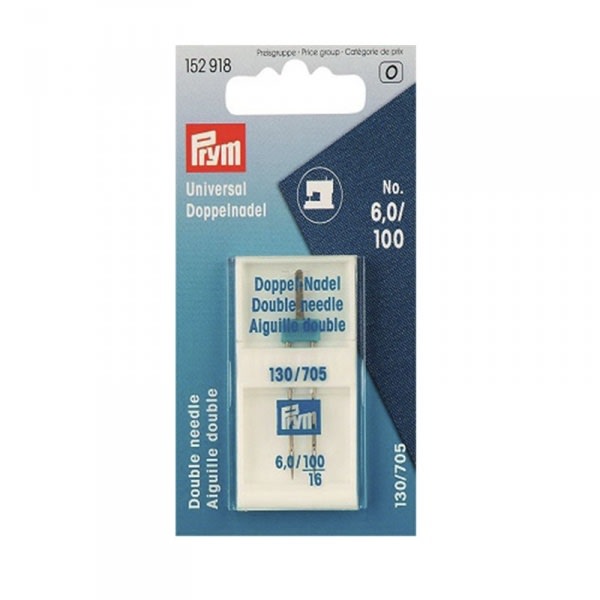 Preisgruppe · Price group · Catégorie de prix
152 918
O
Prym
Universal
Doppelnadel
No.
6,0/
100
Doppel-Nadel
Double needle
Aiguille double
130/705
Prym
6,0/100
16
Double needle
Aiguille double
130/705